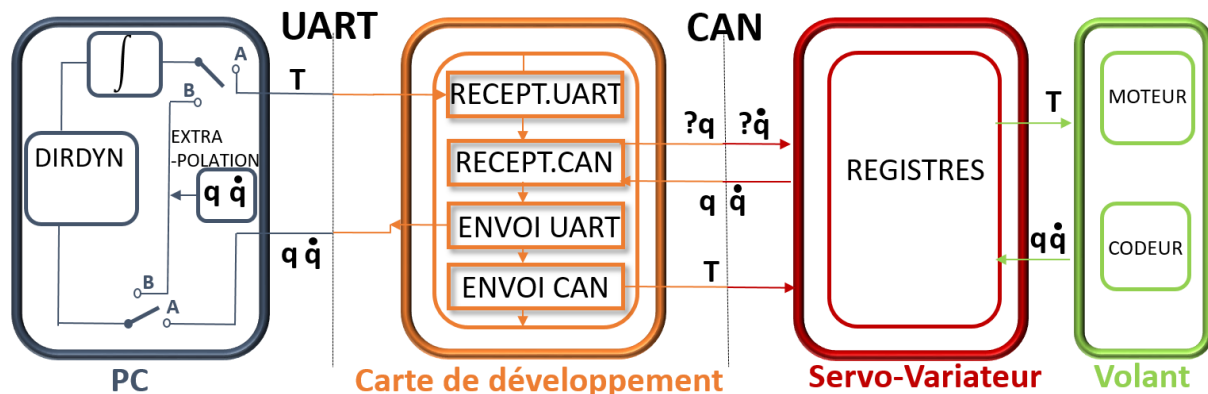 UART
CAN
∫
A
B
T
DIRDYN
EXTRA
-POLATION
q q̇
B
A
q q̇
PC
RECEPT.UART
RECEPT.CAN
ENVOI UART
ENVOI CAN
Carte de développement
?q ?q̇
q q̇
T
REGISTRES
Servo-Variateur
T
qq̇
MOTEUR
CODEUR
Volant